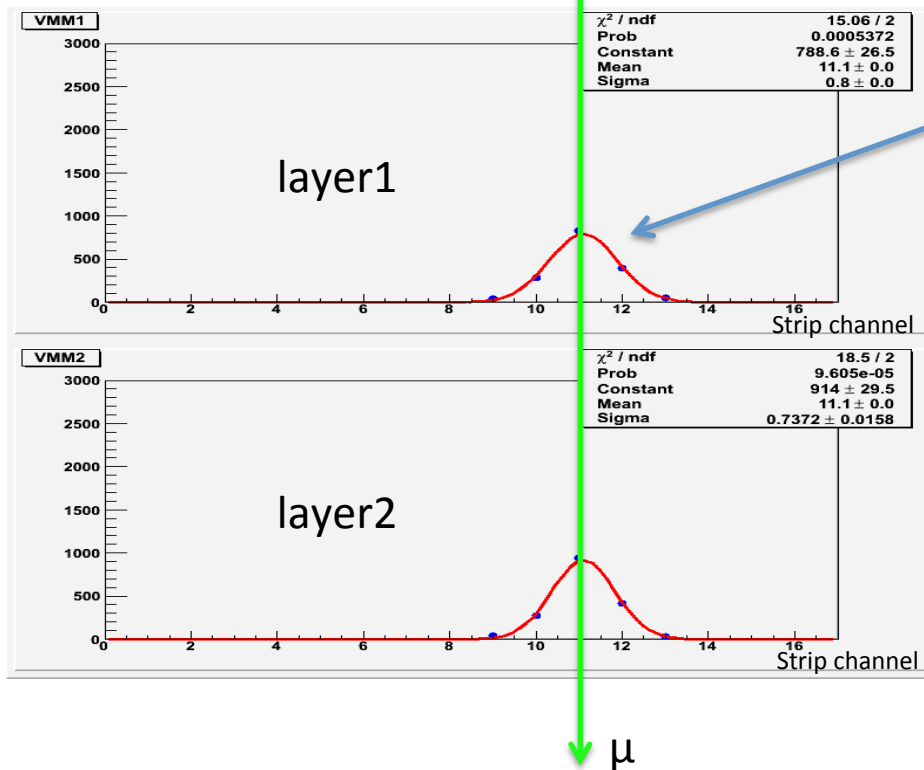 VMM1
χ² / ndf 15.06 / 2
Prob 0.0005372
Constant 788.6 ± 26.5
Mean 11.1 ± 0.0
Sigma 0.8 ± 0.0
3000
2500
2000
1500
1000
500
0
layer1
0 2 4 6 8 10 12 14 16
Strip channel
VMM2
χ² / ndf 18.5 / 2
Prob 9.605e-05
Constant 914 ± 29.5
Mean 11.1 ± 0.0
Sigma 0.7372 ± 0.0158
3000
2500
2000
1500
1000
500
0
layer2
0 2 4 6 8 10 12 14 16
Strip channel
μ